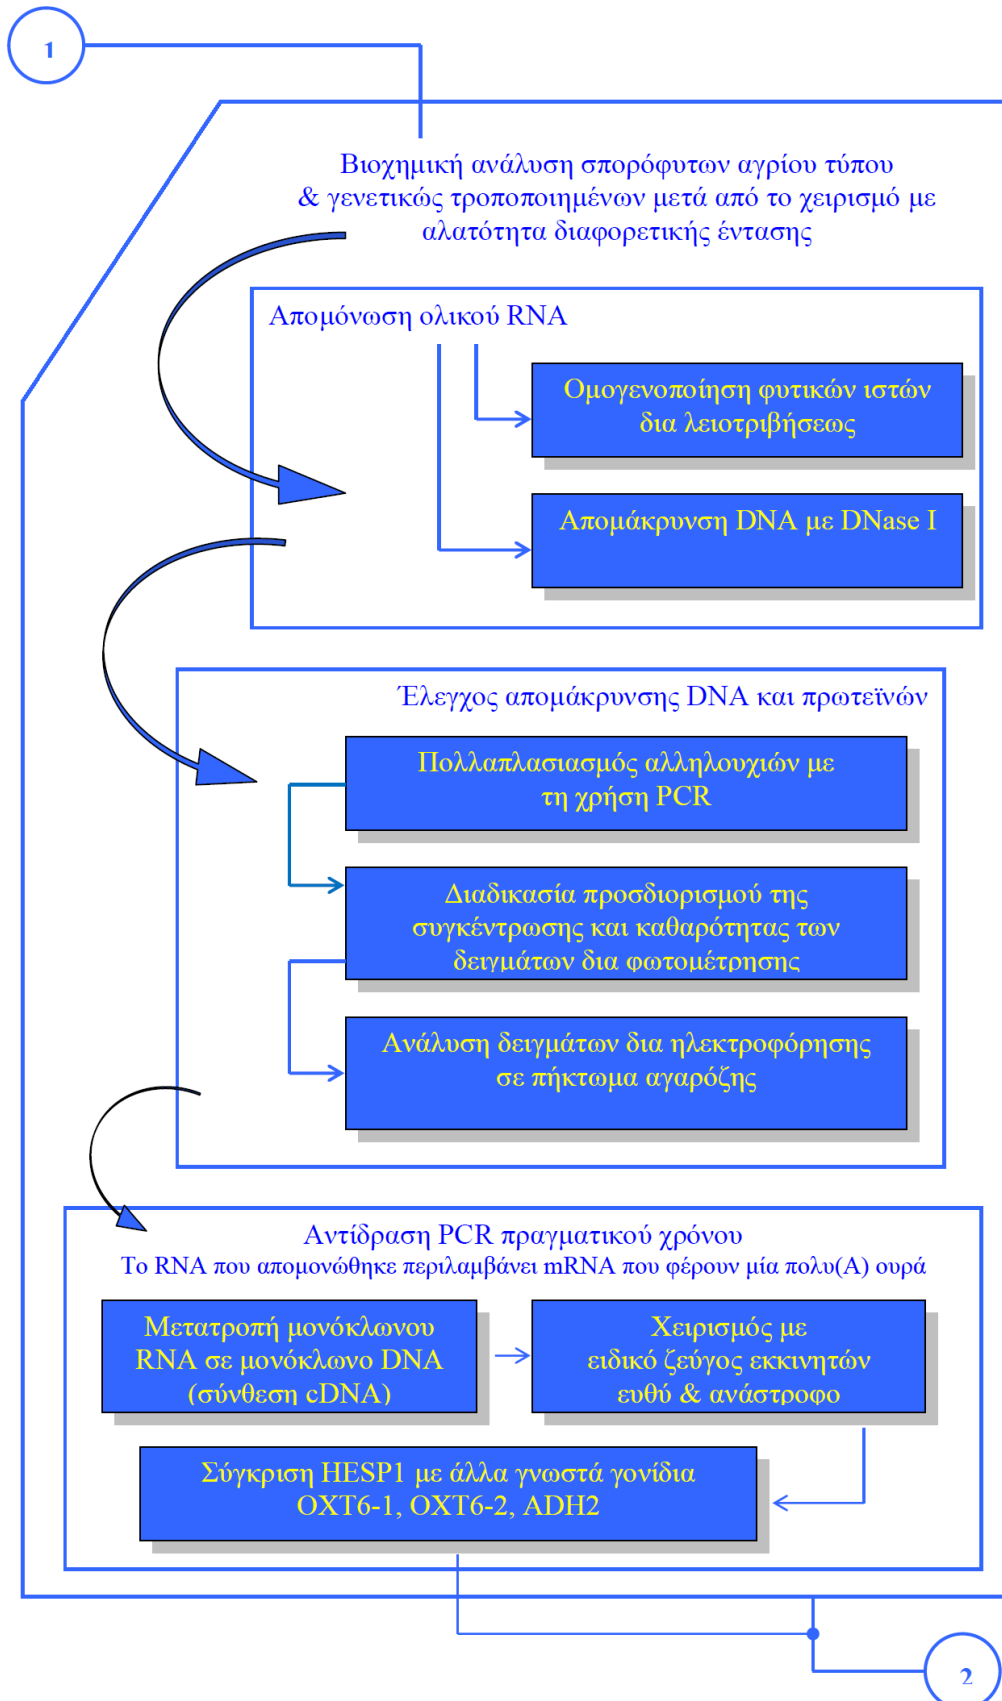 1
Βιοχημική ανάλυση σπορόφυτων αγρίου τύπου
& γενετικώς τροποποιημένων μετά από το χειρισμό με
αλατότητα διαφορετικής έντασης
Απομόνωση ολικού RNA
Ομογενοποίηση φυτικών ιστών
δια λειοτριβήσεως
Απομάκρυνση DNA με DNase I
Έλεγχος απομάκρυνσης DNA και πρωτεϊνών
Πολλαπλασιασμός αλληλουχιών με
τη χρήση PCR
Διαδικασία προσδιορισμού της
συγκέντρωσης και καθαρότητας των
δειγμάτων δια φωτομέτρησης
Ανάλυση δειγμάτων δια ηλεκτροφόρησης
σε πήκτωμα αγαρόζης
Αντίδραση PCR πραγματικού χρόνου
Το RNA που απομονώθηκε περιλαμβάνει mRNA που φέρουν μία πολυ(Α) ουρά
Μετατροπή μονόκλωνου
RNA σε μονόκλωνο DNA
(σύνθεση cDNA)
Χειρισμός με
ειδικό ζεύγος εκκινητών
ευθύ & ανάστροφο
Σύγκριση HESP1 με άλλα γνωστά γονίδια
OXT6-1, OXT6-2, ADH2
2